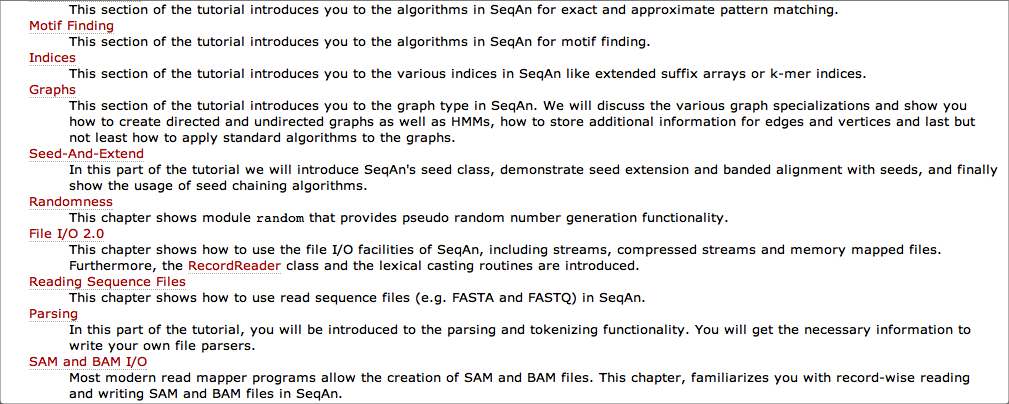 This section of the tutorial introduces you to the algorithms in SeqAn for exact and approximate pattern matching.
Motif Finding
This section of the tutorial introduces you to the algorithms in SeqAn for motif finding.
Indices
This section of the tutorial introduces you to the various indices in SeqAn like extended suffix arrays or k-mer indices.
Graphs
This section of the tutorial introduces you to the graph type in SeqAn. We will discuss the various graph specializations and show you
how to create directed and undirected graphs as well as HMMs, how to store additional information for edges and vertices and last but
not least how to apply standard algorithms to the graphs.
Seed-And-Extend
In this part of the tutorial we will introduce SeqAn's seed class, demonstrate seed extension and banded alignment with seeds, and finally
show the usage of seed chaining algorithms.
Randomness
This chapter shows module random that provides pseudo random number generation functionality.
File I/O 2.0
This chapter shows how to use the file I/O facilities of SeqAn, including streams, compressed streams and memory mapped files.
Furthermore, the RecordReader class and the lexical casting routines are introduced.
Reading Sequence Files
This chapter shows how to use read sequence files (e.g. FASTA and FASTQ) in SeqAn.
Parsing
In this part of the tutorial, you will be introduced to the parsing and tokenizing functionality. You will get the necessary information to
write your own file parsers.
SAM and BAM I/O
Most modern read mapper programs allow the creation of SAM and BAM files. This chapter, familiarizes you with record-wise reading
and writing SAM and BAM files in SeqAn.